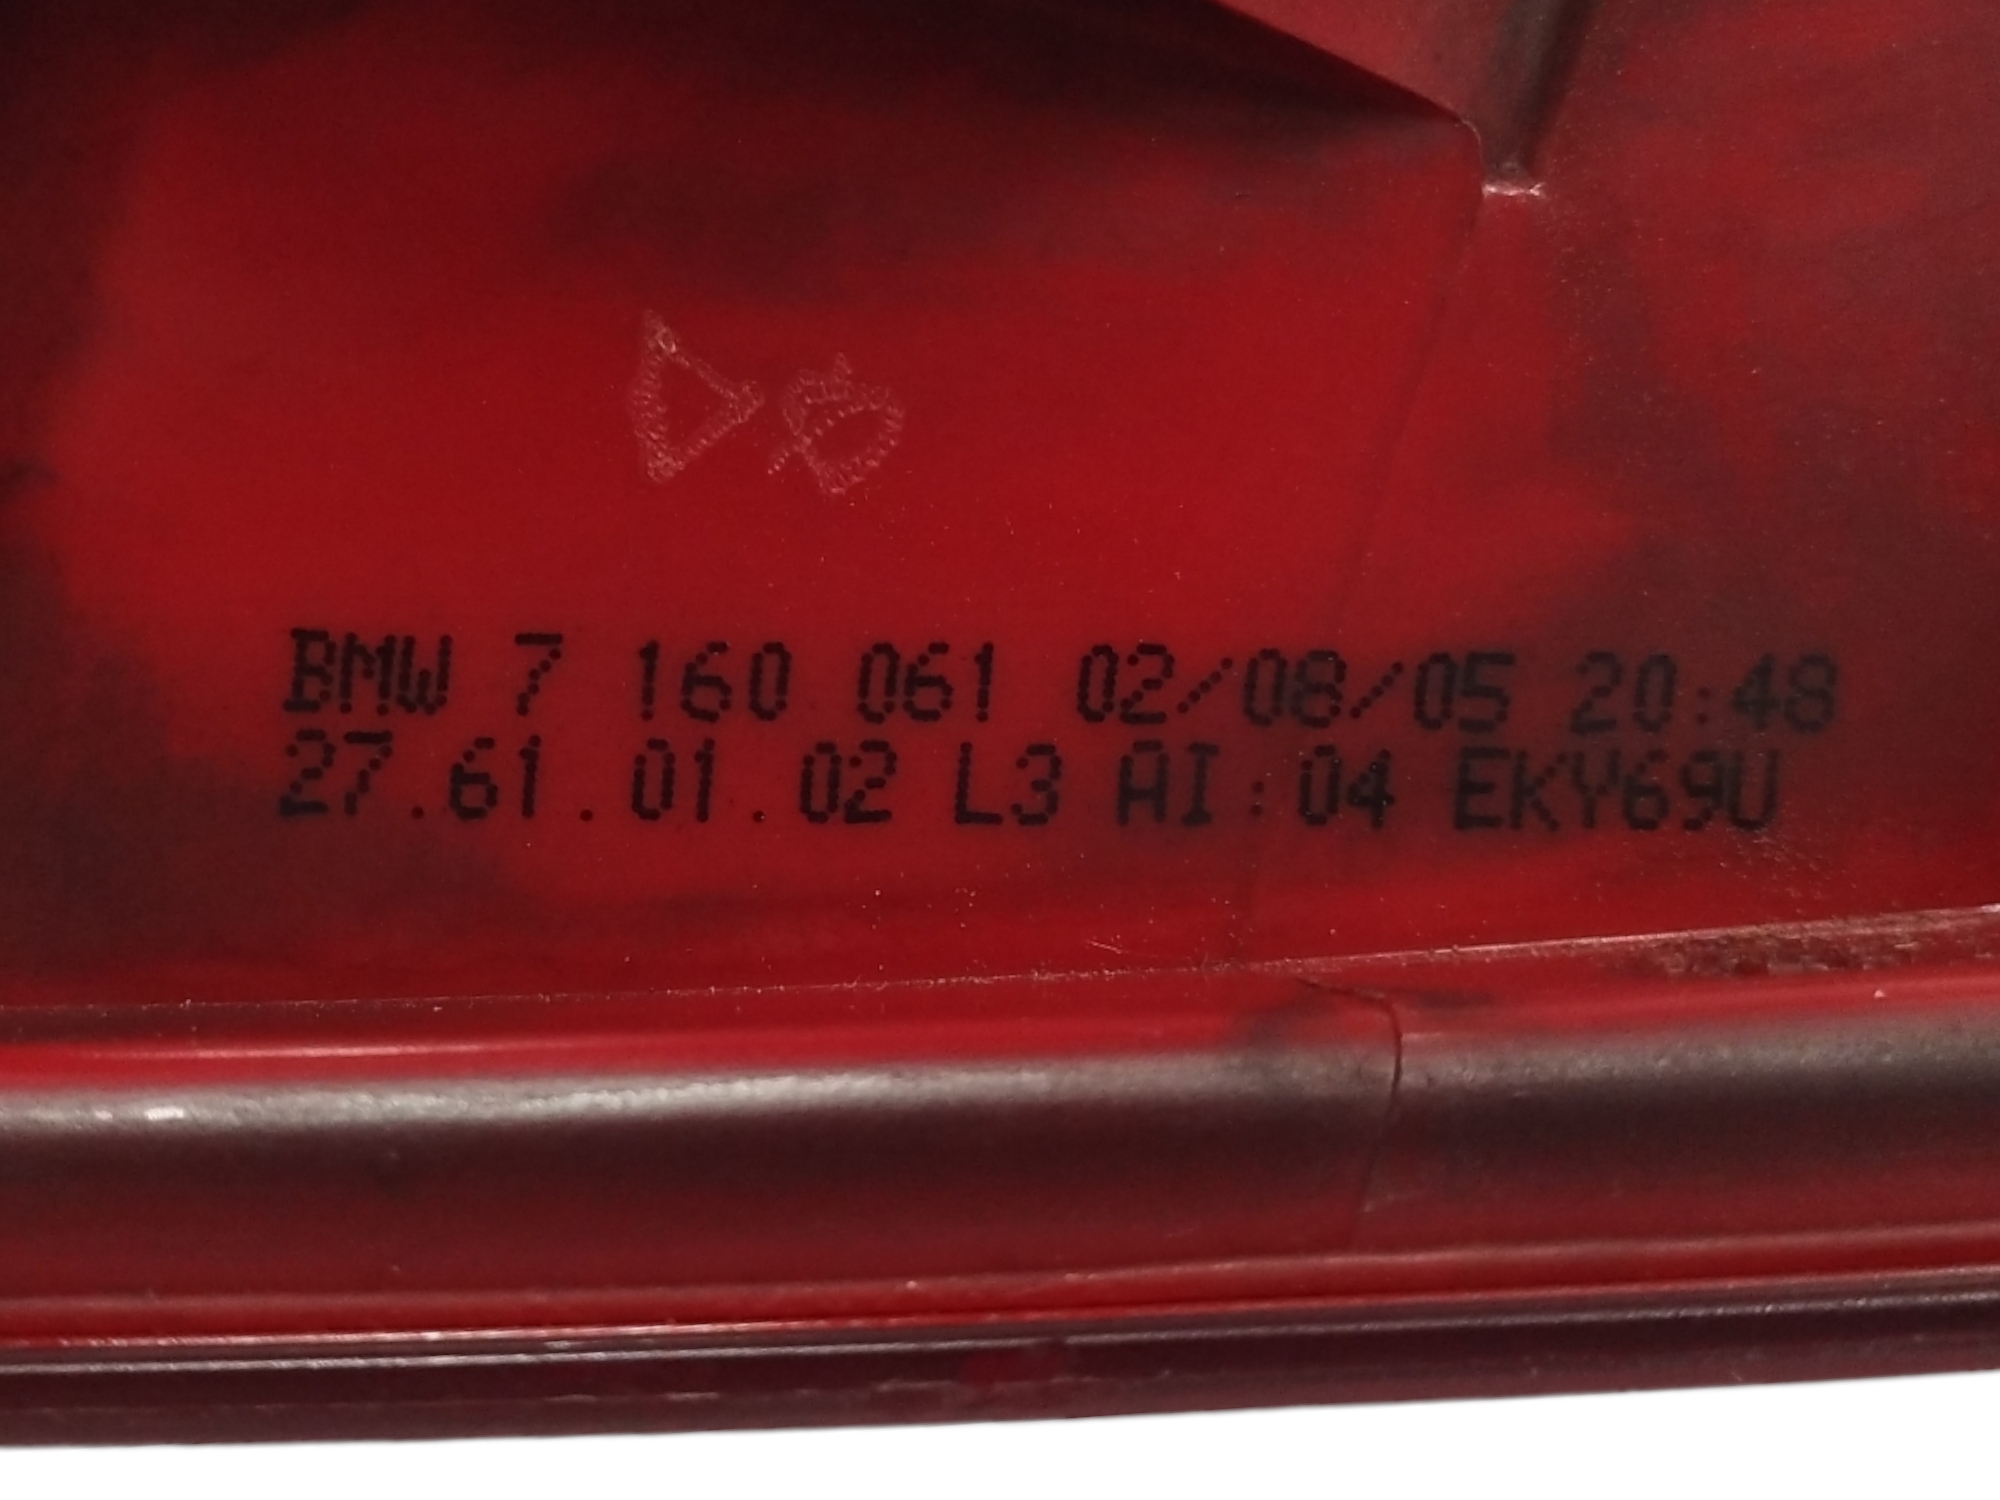 BMW 7 160 061 02/08/05 20:48
27.61.01.02 L3 AI:04 EKY69U